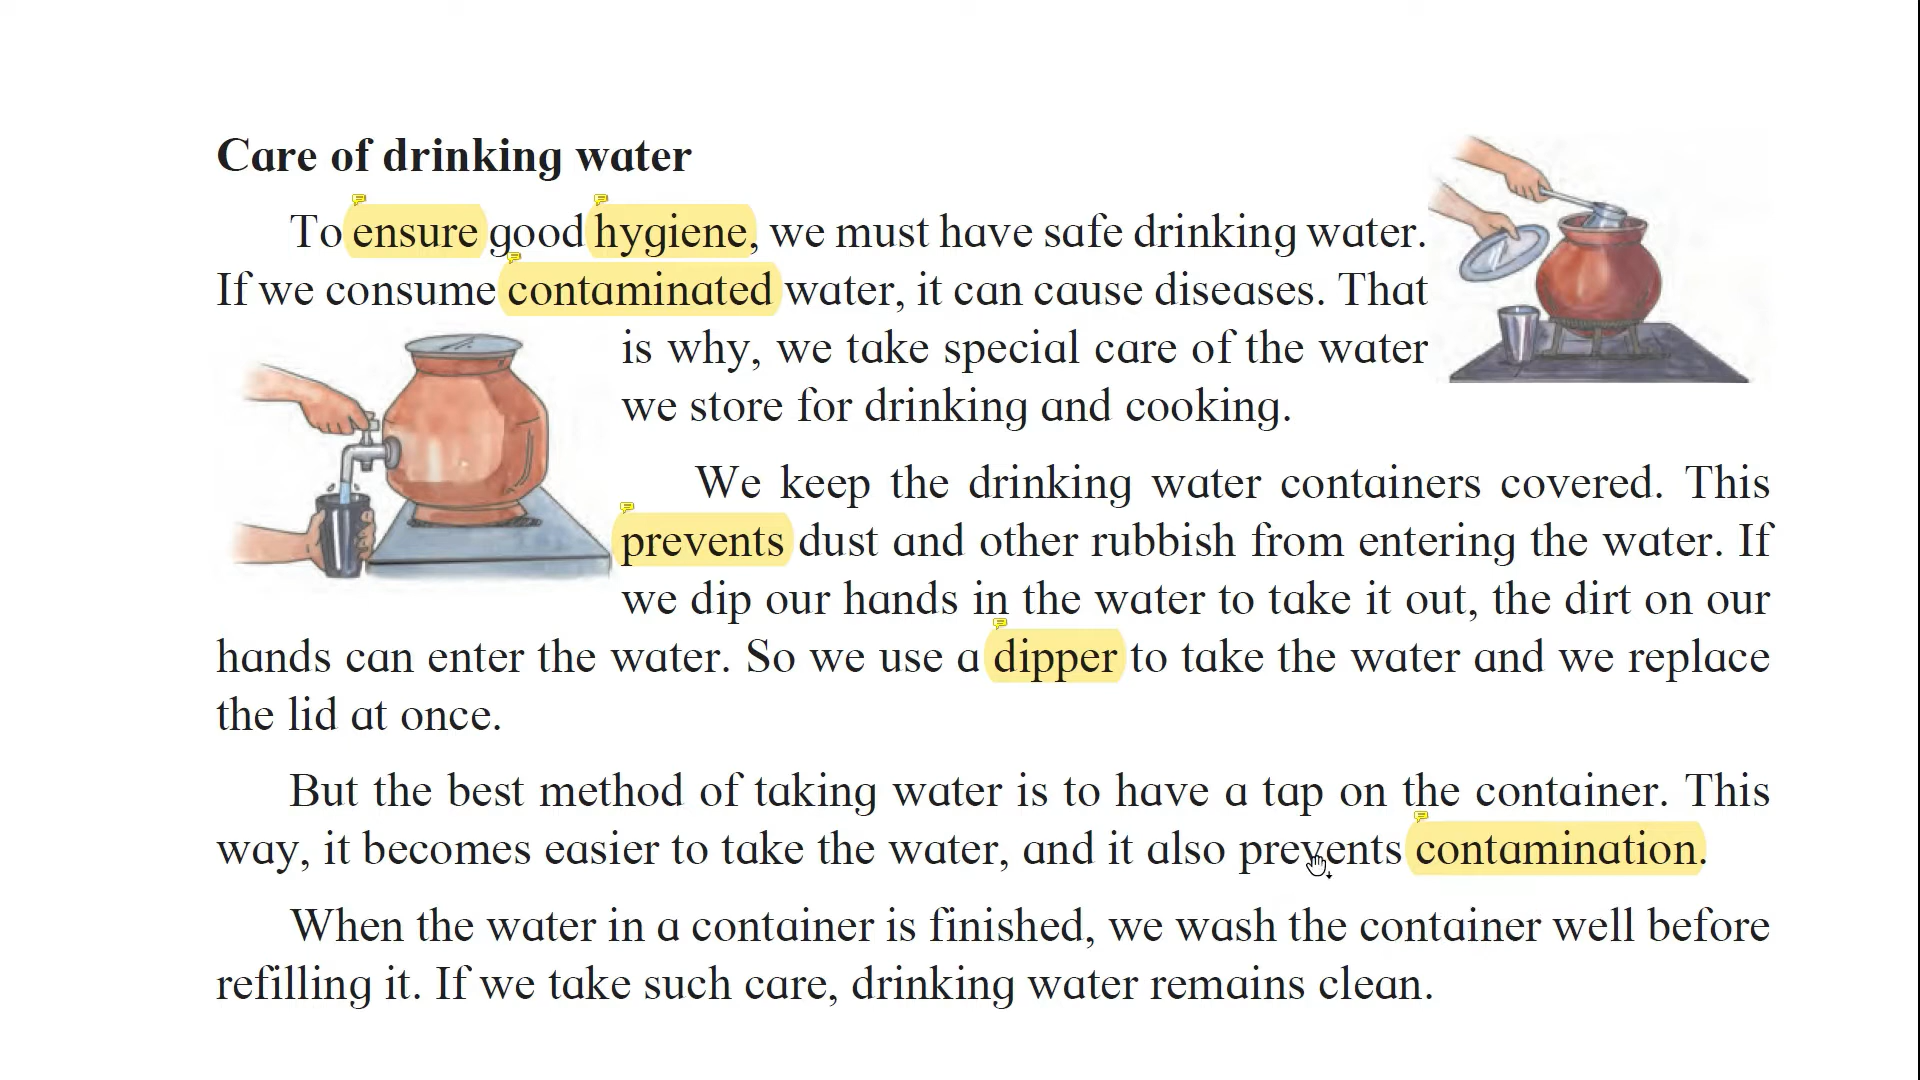 Care of drinking water
To ensure good hygiene, we must have safe drinking water.
If we consume contaminated water, it can cause diseases. That
is why, we take special care of the water
we store for drinking and cooking.
We keep the drinking water containers covered. This
prevents dust and other rubbish from entering the water. If
we dip our hands in the water to take it out, the dirt on our
hands can enter the water. So we use a dipper to take the water and we replace
the lid at once.
But the best method of taking water is to have a tap on the container. This
way, it becomes easier to take the water, and it also prevents contamination.
When the water in a container is finished, we wash the container well before
refilling it. If we take such care, drinking water remains clean.